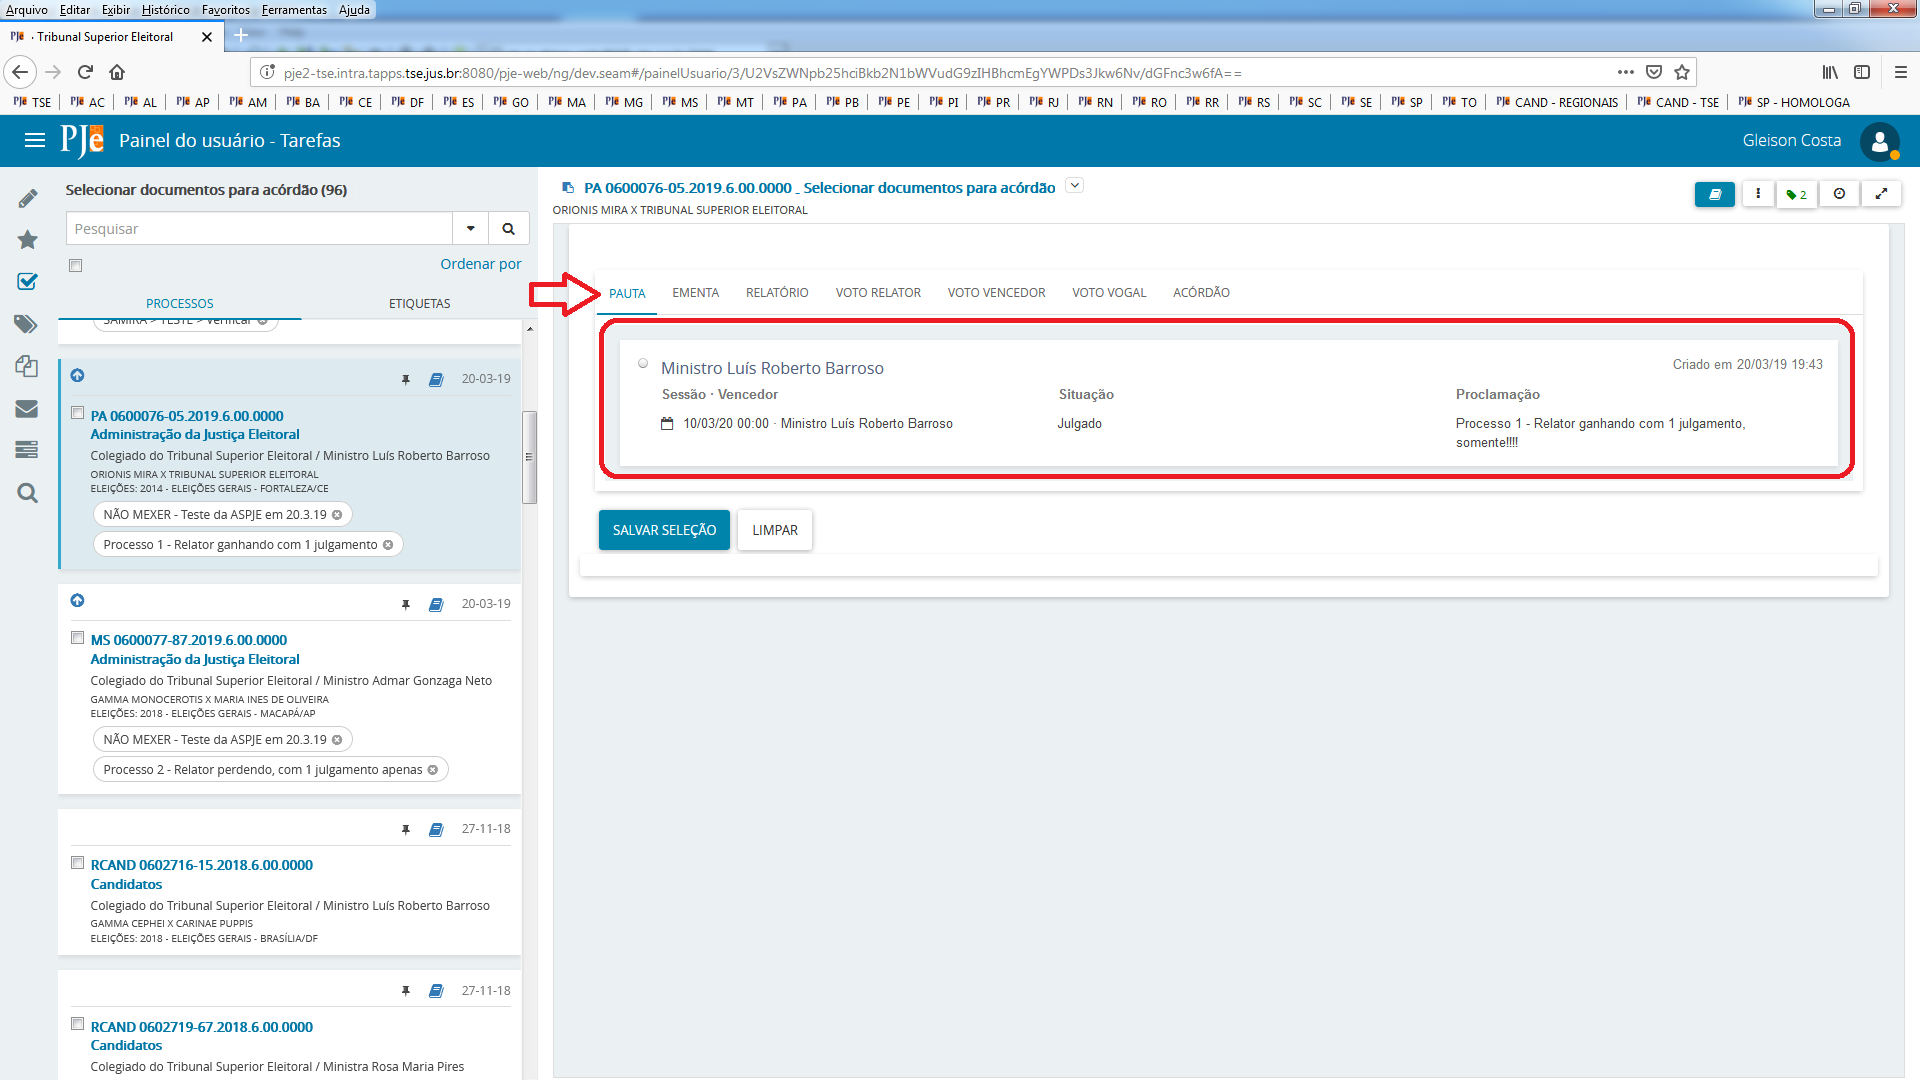 Arquivo Editar Exibir Histórico Favoritos Ferramentas Ajuda
PJe · Tribunal Superior Eleitoral
pje2-tse.intra.tapps.tse.jus.br:8080/pje-web/ng/dev.seam#/painelUsuario/3/U2VsZWNpb25hciBkb2N1bWVudG9zIHBhcmEgYWPDs3Jkw6Nv/dGFnc3w6fA==
PJe TSE PJe AC PJe AL PJe AP PJe AM PJe BA PJe CE PJe DF PJe ES PJe GO PJe MA PJe MG PJe MS PJe MT PJe PA PJe PB PJe PE PJe PI PJe PR PJe RJ PJe RN PJe RO PJe RR PJe RS PJe SC PJe SE PJe SP PJe TO PJe CAND - REGIONAIS PJe CAND - TSE PJe SP - HOMOLOGA
PJe Painel do usuário - Tarefas Gleison Costa
Selecionar documentos para acórdão (96)
Pesquisar
Ordenar por
PROCESSOS ETIQUETAS
SAMIRA > TESTE > Verificar
20-03-19
PA 0600076-05.2019.6.00.0000
Administração da Justiça Eleitoral
Colegiado do Tribunal Superior Eleitoral / Ministro Luís Roberto Barroso
ORIONIS MIRA X TRIBUNAL SUPERIOR ELEITORAL
ELEIÇÕES: 2014 - ELEIÇÕES GERAIS - FORTALEZA/CE
NÃO MEXER - Teste da ASPJE em 20.3.19
Processo 1 - Relator ganhando com 1 julgamento
20-03-19
MS 0600077-87.2019.6.00.0000
Administração da Justiça Eleitoral
Colegiado do Tribunal Superior Eleitoral / Ministro Admar Gonzaga Neto
GAMMA MONOCEROTIS X MARIA INES DE OLIVEIRA
ELEIÇÕES: 2018 - ELEIÇÕES GERAIS - MACAPÁ/AP
NÃO MEXER - Teste da ASPJE em 20.3.19
Processo 2 - Relator perdendo, com 1 julgamento apenas
27-11-18
RCAND 0602716-15.2018.6.00.0000
Candidatos
Colegiado do Tribunal Superior Eleitoral / Ministro Luís Roberto Barroso
GAMMA CEPHEI X CARINAE PUPPIS
ELEIÇÕES: 2018 - ELEIÇÕES GERAIS - BRASÍLIA/DF
27-11-18
RCAND 0602719-67.2018.6.00.0000
Candidatos
Colegiado do Tribunal Superior Eleitoral / Ministra Rosa Maria Pires
PA 0600076-05.2019.6.00.0000 _ Selecionar documentos para acórdão
2
ORIONIS MIRA X TRIBUNAL SUPERIOR ELEITORAL
PAUTA EMENTA RELATÓRIO VOTO RELATOR VOTO VENCEDOR VOTO VOGAL ACÓRDÃO
Ministro Luís Roberto Barroso Criado em 20/03/19 19:43
Sessão · Vencedor Situação Proclamação
10/03/20 00:00 · Ministro Luís Roberto Barroso Julgado Processo 1 - Relator ganhando com 1 julgamento,
somente!!!!
SALVAR SELEÇÃO LIMPAR